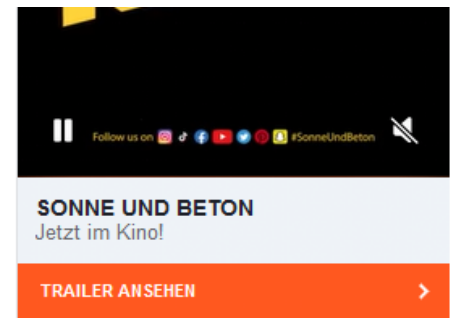 Follow us on #SonneUndBeton
SONNE UND BETON
Jetzt im Kino!
TRAILER ANSEHEN